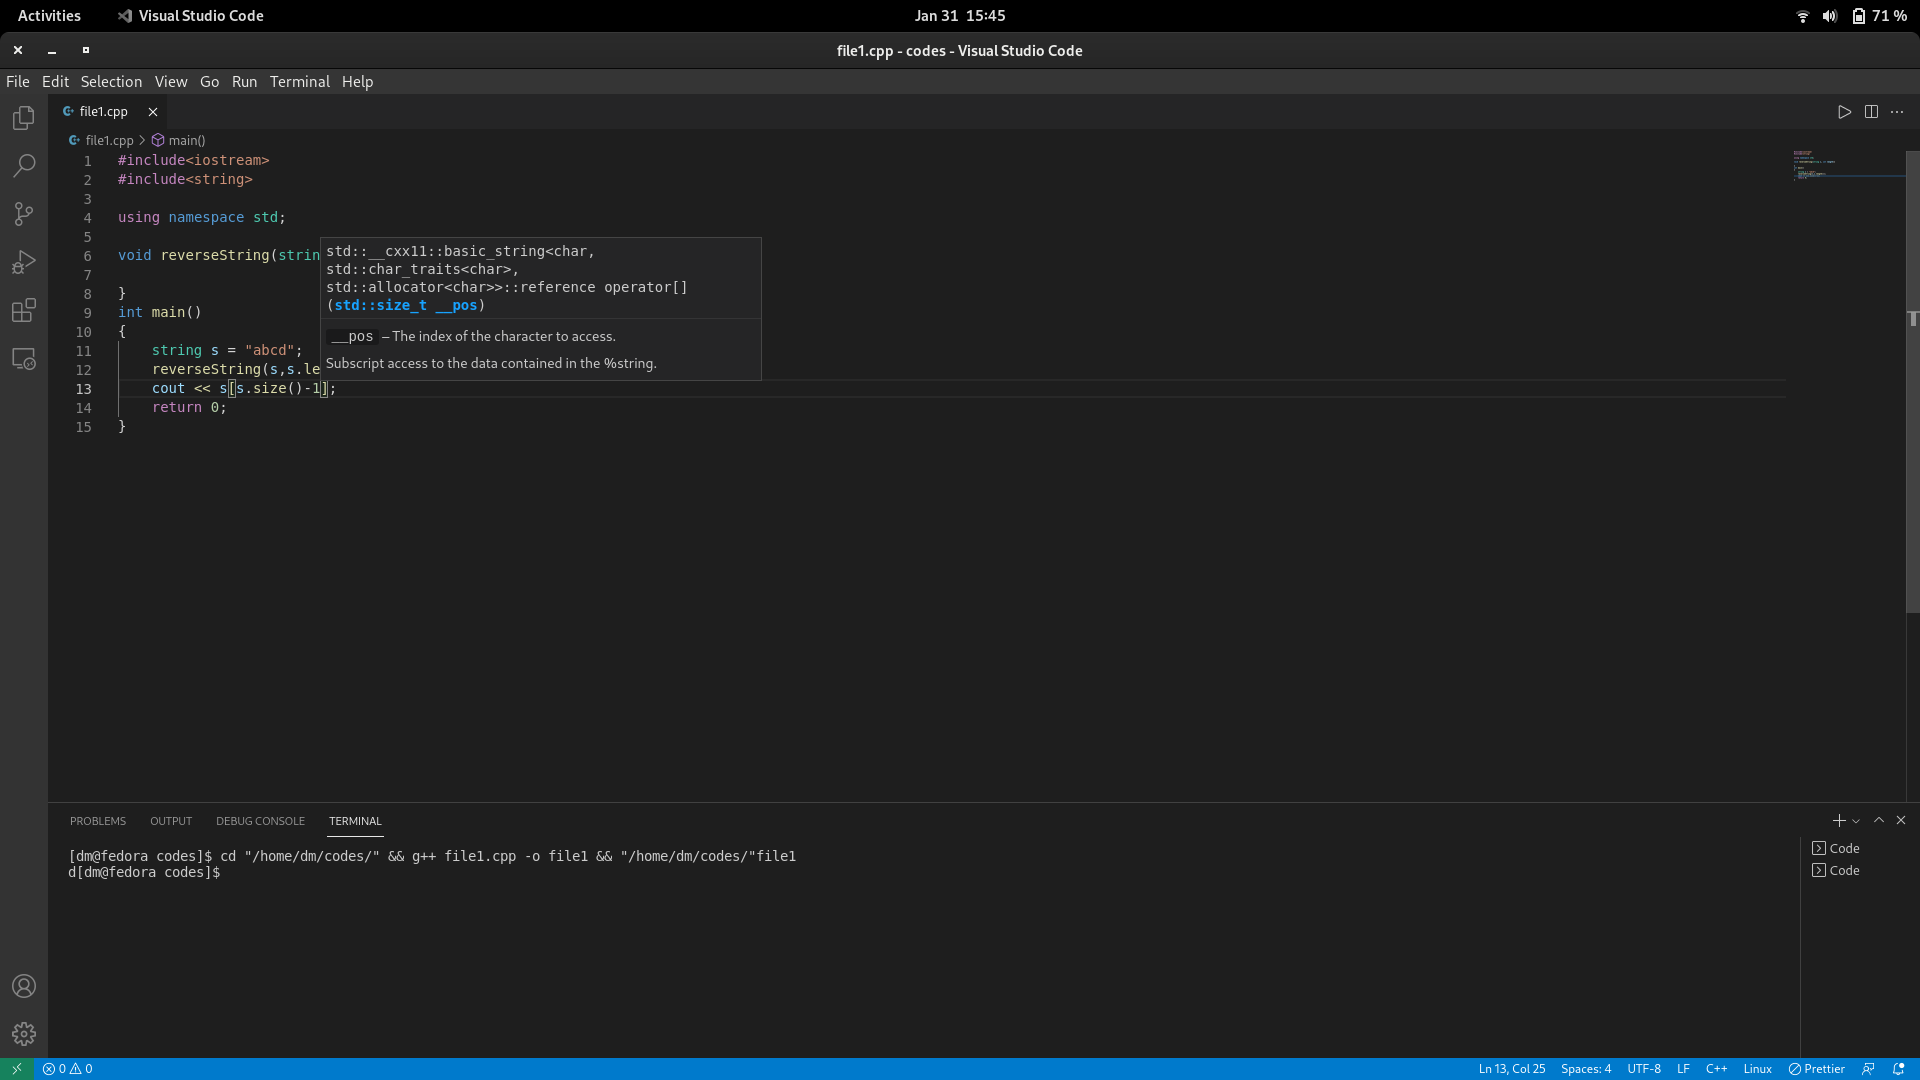 Activities Visual Studio Code Jan 31 15:45 71 %
file1.cpp - codes - Visual Studio Code
File Edit Selection View Go Run Terminal Help
file1.cpp
file1.cpp > main()
1 #include<iostream>
2 #include<string>
3
4 using namespace std;
5
6 void reverseString(strin
7
8 }
9 int main()
10 {
11 string s = "abcd";
12 reverseString(s,s.le
13 cout << s[s.size()-1];
14 return 0;
15 }
std::__cxx11::basic_string<char,
std::char_traits<char>,
std::allocator<char>>::reference operator[]
(std::size_t __pos)
__pos – The index of the character to access.
Subscript access to the data contained in the %string.
PROBLEMS OUTPUT DEBUG CONSOLE TERMINAL
[dm@fedora codes]$ cd "/home/dm/codes/" && g++ file1.cpp -o file1 && "/home/dm/codes/"file1
d[dm@fedora codes]$
Code
Code
0 0 Ln 13, Col 25 Spaces: 4 UTF-8 LF C++ Linux Prettier